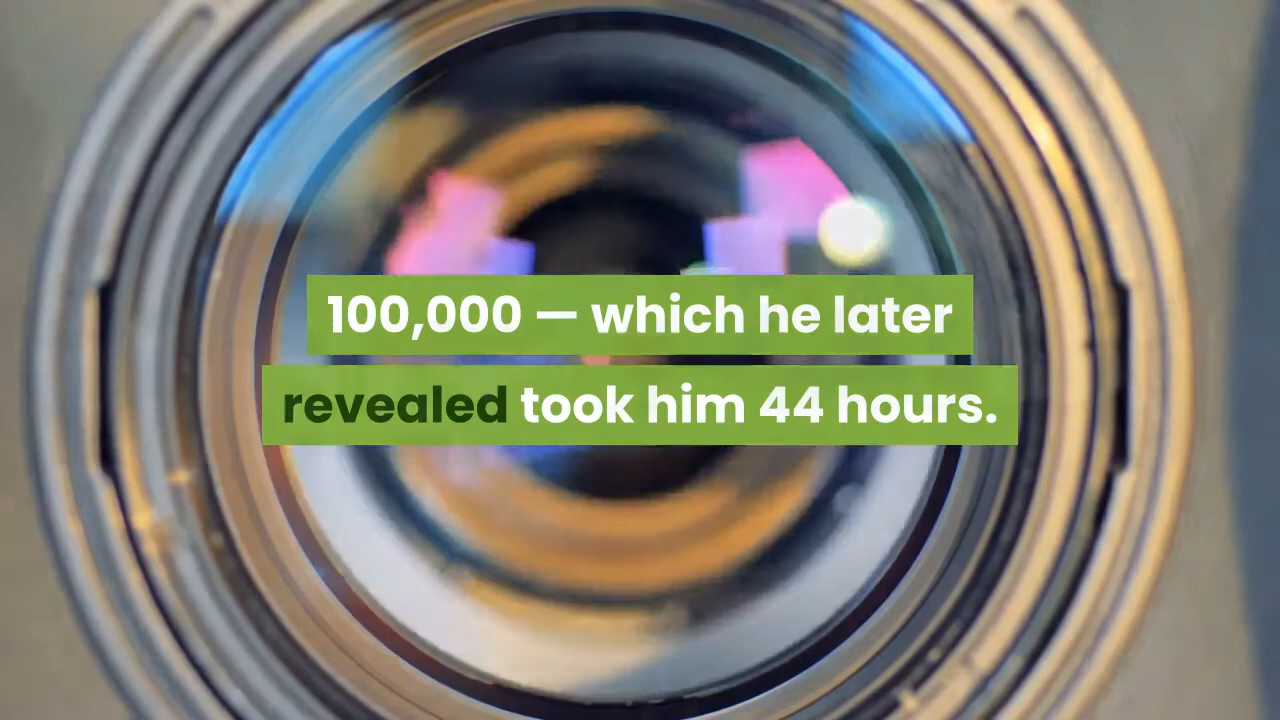 100,000 — which he later
revealed took him 44 hours.